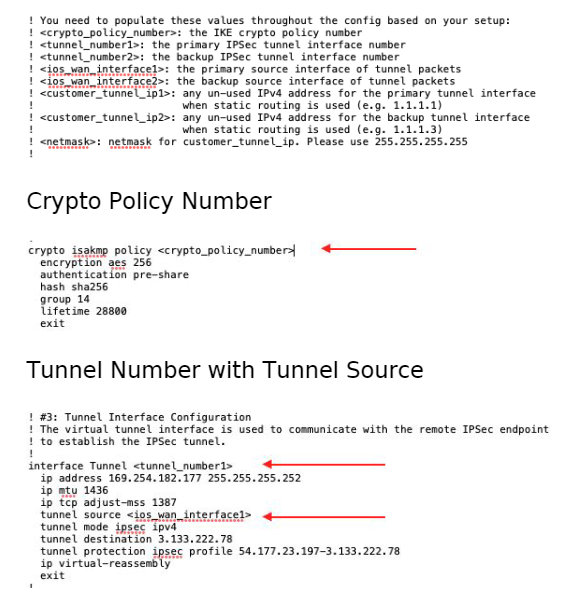 ! You need to populate these values throughout the config based on your setup:
! <crypto_policy_number>: the IKE crypto policy number
! <tunnel_number1>: the primary IPSec tunnel interface number
! <tunnel_number2>: the backup IPSec tunnel interface number
! <ios_wan_interface1>: the primary source interface of tunnel packets
! <ios_wan_interface2>: the backup source interface of tunnel packets
! <customer_tunnel_ip1>: any un-used IPv4 address for the primary tunnel interface
!                        when static routing is used (e.g. 1.1.1.1)
! <customer_tunnel_ip2>: any un-used IPv4 address for the backup tunnel interface
!                        when static routing is used (e.g. 1.1.1.3)
! <netmask>: netmask for customer_tunnel_ip. Please use 255.255.255.255
!
Crypto Policy Number
crypto isakmp policy <crypto_policy_number>
  encryption aes 256
  authentication pre-share
  hash sha256
  group 14
  lifetime 28800
  exit
Tunnel Number with Tunnel Source
! #3: Tunnel Interface Configuration
! The virtual tunnel interface is used to communicate with the remote IPSec endpoint
! to establish the IPSec tunnel.
!
interface Tunnel <tunnel_number1>
  ip address 169.254.182.177 255.255.255.252
  ip mtu 1436
  ip tcp adjust-mss 1387
  tunnel source <ios_wan_interface1>
  tunnel mode ipsec ipv4
  tunnel destination 3.133.222.78
  tunnel protection ipsec profile 54.177.23.197-3.133.222.78
  ip virtual-reassembly
  exit
!